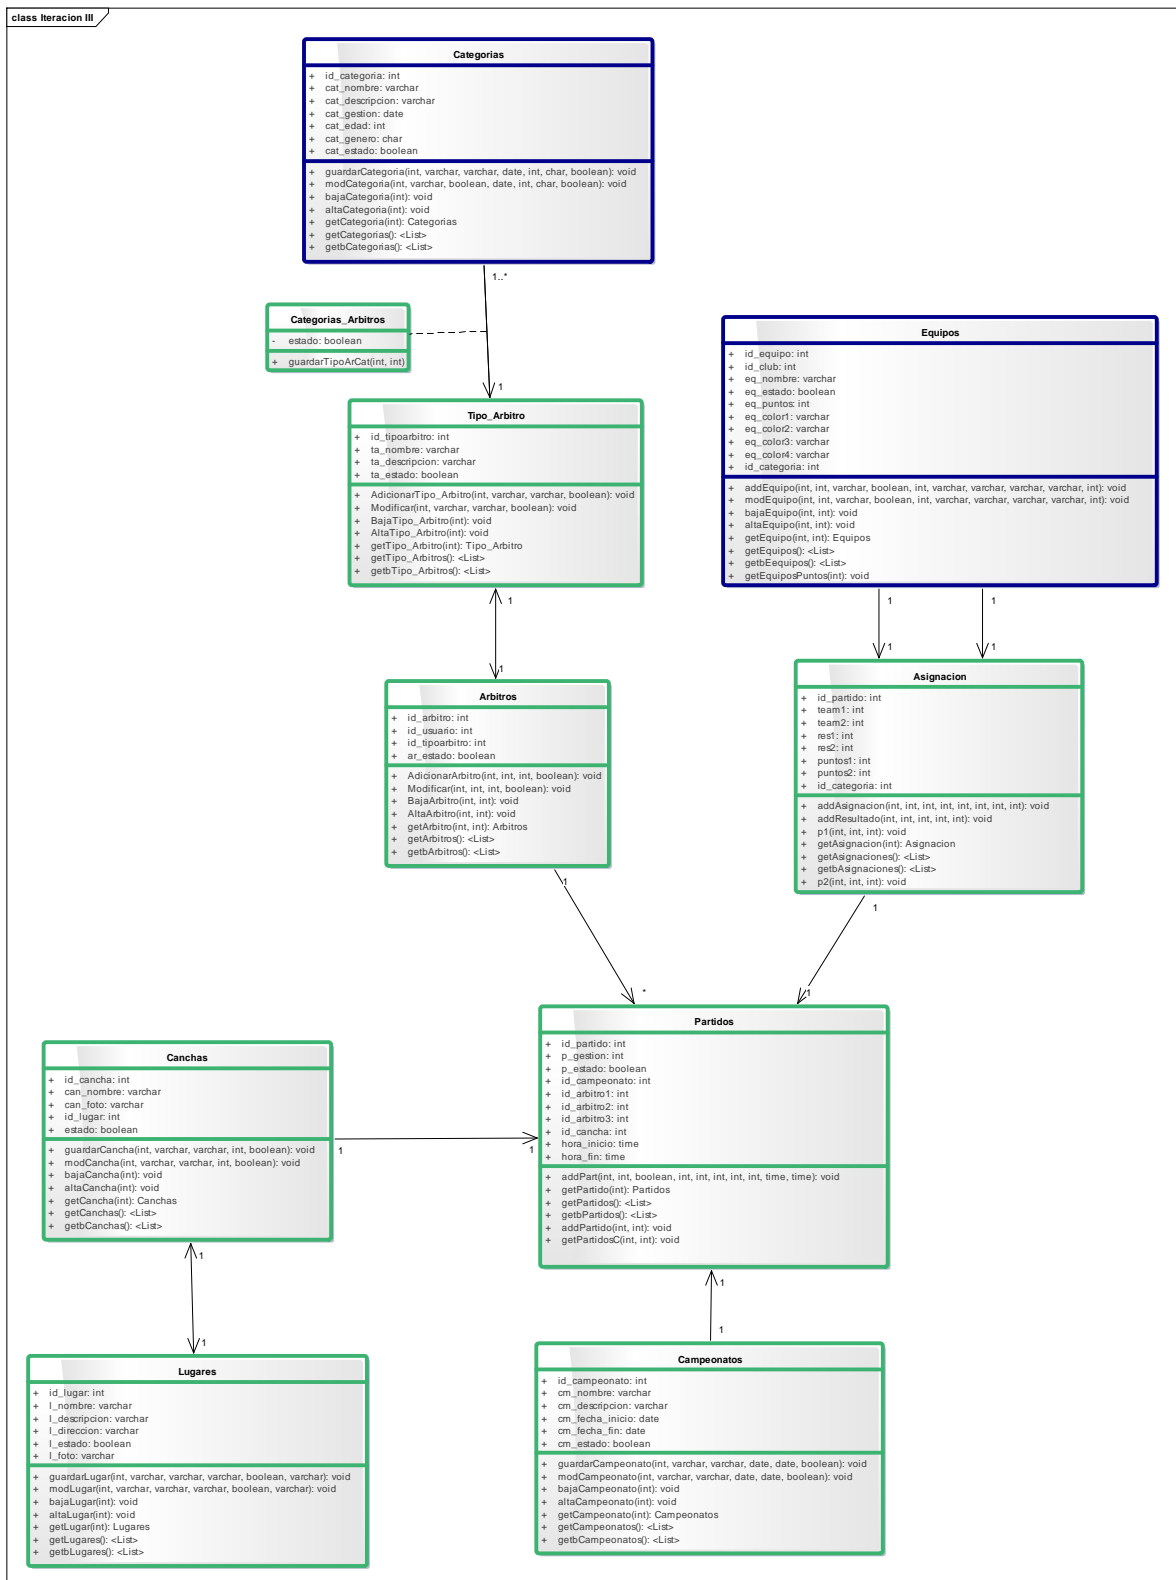 class Iteracion III
Categorias
+ id_categoria: int
+ cat_nombre: varchar
+ cat_descripcion: varchar
+ cat_gestion: date
+ cat_edad: int
+ cat_genero: char
+ cat_estado: boolean
+ guardarCategoria(int, varchar, varchar, date, int, char, boolean): void
+ modCategoria(int, varchar, boolean, date, int, char, boolean): void
+ bajaCategoria(int): void
+ altaCategoria(int): void
+ getCategoria(int): Categorias
+ getCategorias(): <List>
+ getbCategorias(): <List>
1..*
Categorias_Arbitros
- estado: boolean
+ guardarTipoArCat(int, int)
1
Tipo_Arbitro
+ id_tipoarbitro: int
+ ta_nombre: varchar
+ ta_descripcion: varchar
+ ta_estado: boolean
+ AdicionarTipo_Arbitro(int, varchar, varchar, boolean): void
+ Modificar(int, varchar, varchar, boolean): void
+ BajaTipo_Arbitro(int): void
+ AltaTipo_Arbitro(int): void
+ getTipo_Arbitro(int): Tipo_Arbitro
+ getTipo_Arbitros(): <List>
+ getbTipo_Arbitros(): <List>
1
1
Equipos
+ id_equipo: int
+ id_club: int
+ eq_nombre: varchar
+ eq_estado: boolean
+ eq_puntos: int
+ eq_color1: varchar
+ eq_color2: varchar
+ eq_color3: varchar
+ eq_color4: varchar
+ id_categoria: int
+ addEquipo(int, int, varchar, boolean, int, varchar, varchar, varchar, varchar, int): void
+ modEquipo(int, int, varchar, boolean, int, varchar, varchar, varchar, varchar, int): void
+ bajaEquipo(int, int): void
+ altaEquipo(int, int): void
+ getEquipo(int, int): Equipos
+ getEquipos(): <List>
+ getbEequipos(): <List>
+ getEquiposPuntos(int): void
1 1
1 1
Arbitros
+ id_arbitro: int
+ id_usuario: int
+ id_tipoarbitro: int
+ ar_estado: boolean
+ AdicionarArbitro(int, int, int, boolean): void
+ Modificar(int, int, int, boolean): void
+ BajaArbitro(int, int): void
+ AltaArbitro(int, int): void
+ getArbitro(int, int): Arbitros
+ getArbitros(): <List>
+ getbArbitros(): <List>
1
*
Asignacion
+ id_partido: int
+ team1: int
+ team2: int
+ res1: int
+ res2: int
+ puntos1: int
+ puntos2: int
+ id_categoria: int
+ addAsignacion(int, int, int, int, int, int, int, int): void
+ addResultado(int, int, int, int, int): void
+ p1(int, int, int): void
+ getAsignacion(int): Asignacion
+ getAsignaciones(): <List>
+ getbAsignaciones(): <List>
+ p2(int, int, int): void
1
1
Partidos
+ id_partido: int
+ p_gestion: int
+ p_estado: boolean
+ id_campeonato: int
+ id_arbitro1: int
+ id_arbitro2: int
+ id_arbitro3: int
+ id_cancha: int
+ hora_inicio: time
+ hora_fin: time
+ addPart(int, int, boolean, int, int, int, int, int, time, time): void
+ getPartido(int): Partidos
+ getPartidos(): <List>
+ getbPartidos(): <List>
+ addPartido(int, int): void
+ getPartidosC(int, int): void
Canchas
+ id_cancha: int
+ can_nombre: varchar
+ can_foto: varchar
+ id_lugar: int
+ estado: boolean
+ guardarCancha(int, varchar, varchar, int, boolean): void
+ modCancha(int, varchar, varchar, int, boolean): void
+ bajaCancha(int): void
+ altaCancha(int): void
+ getCancha(int): Canchas
+ getCanchas(): <List>
+ getbCanchas(): <List>
1 1
1
1
1
1
Lugares
+ id_lugar: int
+ l_nombre: varchar
+ l_descripcion: varchar
+ l_direccion: varchar
+ l_estado: boolean
+ l_foto: varchar
+ guardarLugar(int, varchar, varchar, varchar, boolean, varchar): void
+ modLugar(int, varchar, varchar, varchar, boolean, varchar): void
+ bajaLugar(int): void
+ altaLugar(int): void
+ getLugar(int): Lugares
+ getLugares(): <List>
+ getbLugares(): <List>
Campeonatos
+ id_campeonato: int
+ cm_nombre: varchar
+ cm_descripcion: varchar
+ cm_fecha_inicio: date
+ cm_fecha_fin: date
+ cm_estado: boolean
+ guardarCampeonato(int, varchar, varchar, date, date, boolean): void
+ modCampeonato(int, varchar, varchar, date, date, boolean): void
+ bajaCampeonato(int): void
+ altaCampeonato(int): void
+ getCampeonato(int): Campeonatos
+ getCampeonatos(): <List>
+ getbCampeonatos(): <List>